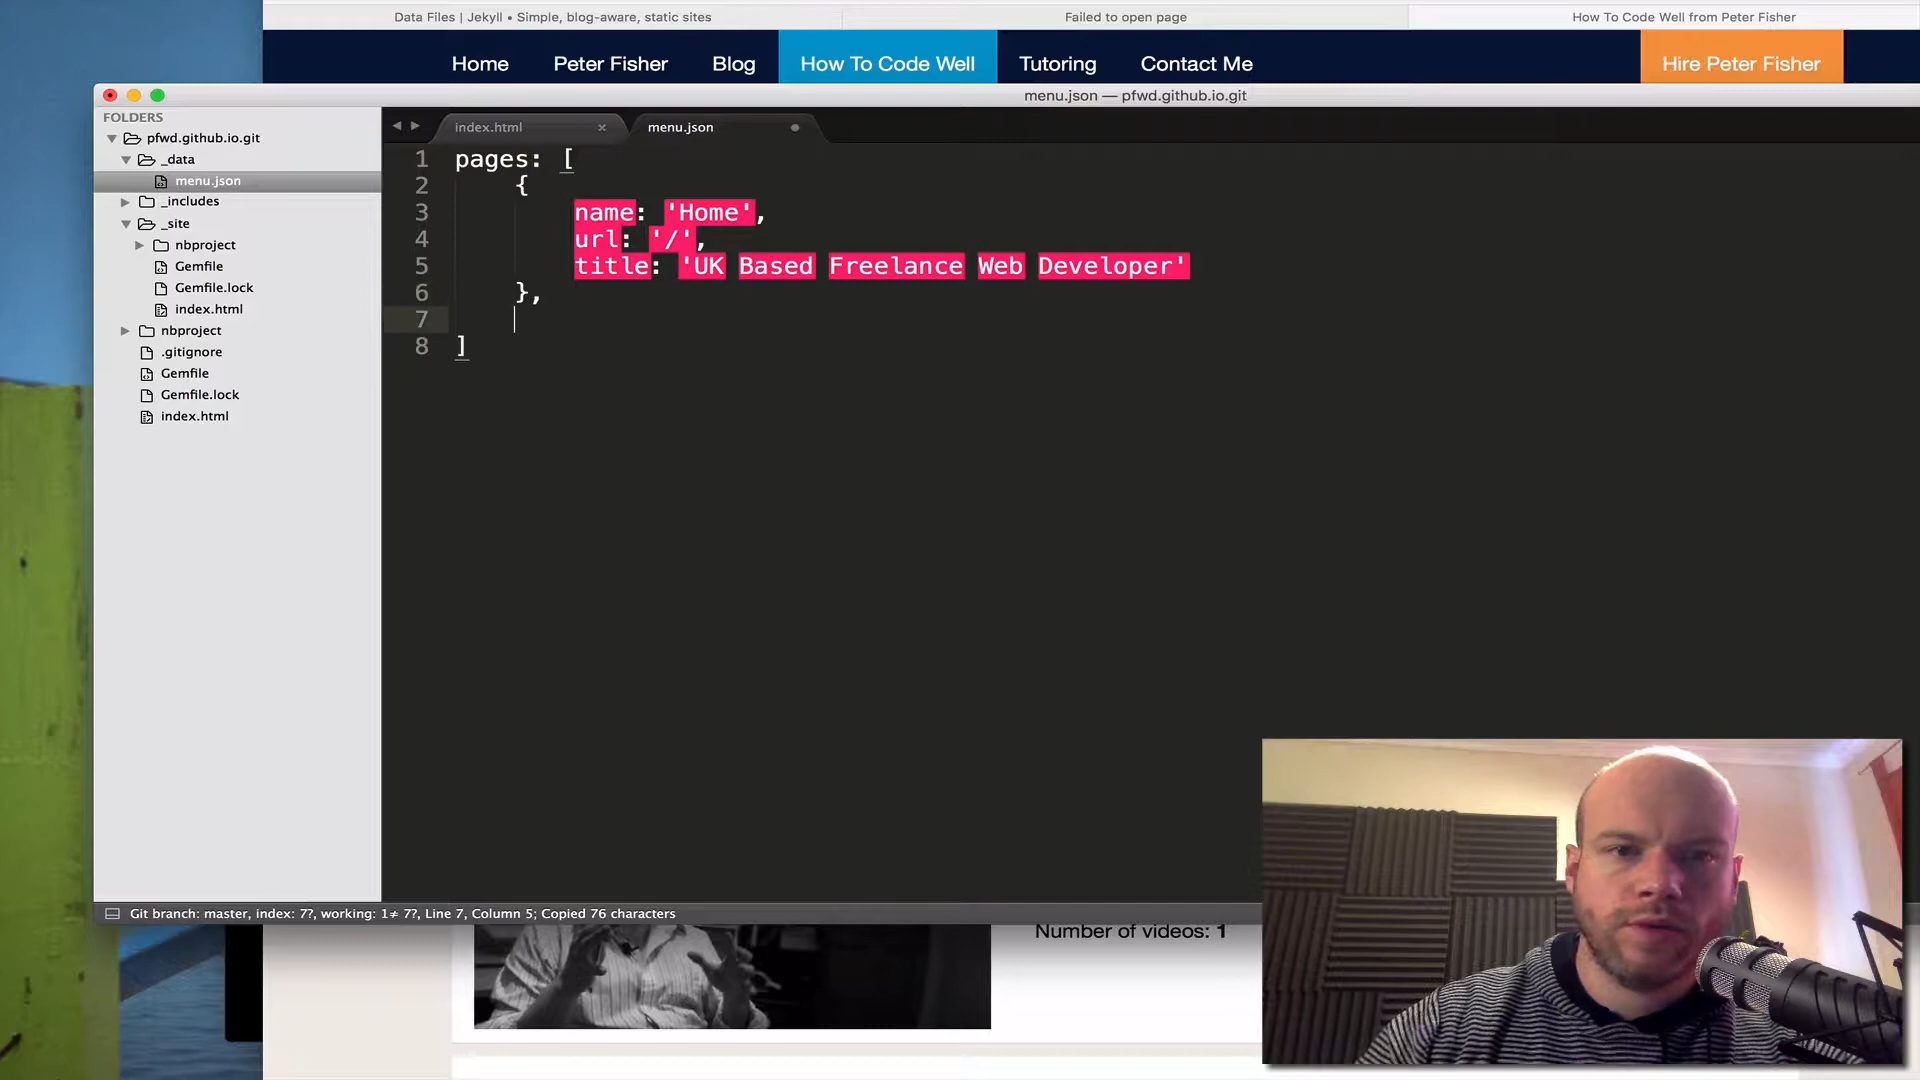 Data Files | Jekyll • Simple, blog-aware, static sites
Failed to open page
How To Code Well from Peter Fisher
Home
Peter Fisher
Blog
How To Code Well
Tutoring
Contact Me
Hire Peter Fisher
menu.json — pfwd.github.io.git
FOLDERS
pfwd.github.io.git
_data
menu.json
_includes
_site
nbproject
Gemfile
Gemfile.lock
index.html
nbproject
.gitignore
Gemfile
Gemfile.lock
index.html
index.html
menu.json
1 pages: [
2 {
3 name: 'Home',
4 url: '/',
5 title: 'UK Based Freelance Web Developer'
6 },
7
8 ]
Git branch: master, index: 7?, working: 1≠ 7?, Line 7, Column 5; Copied 76 characters
Number of videos: 1